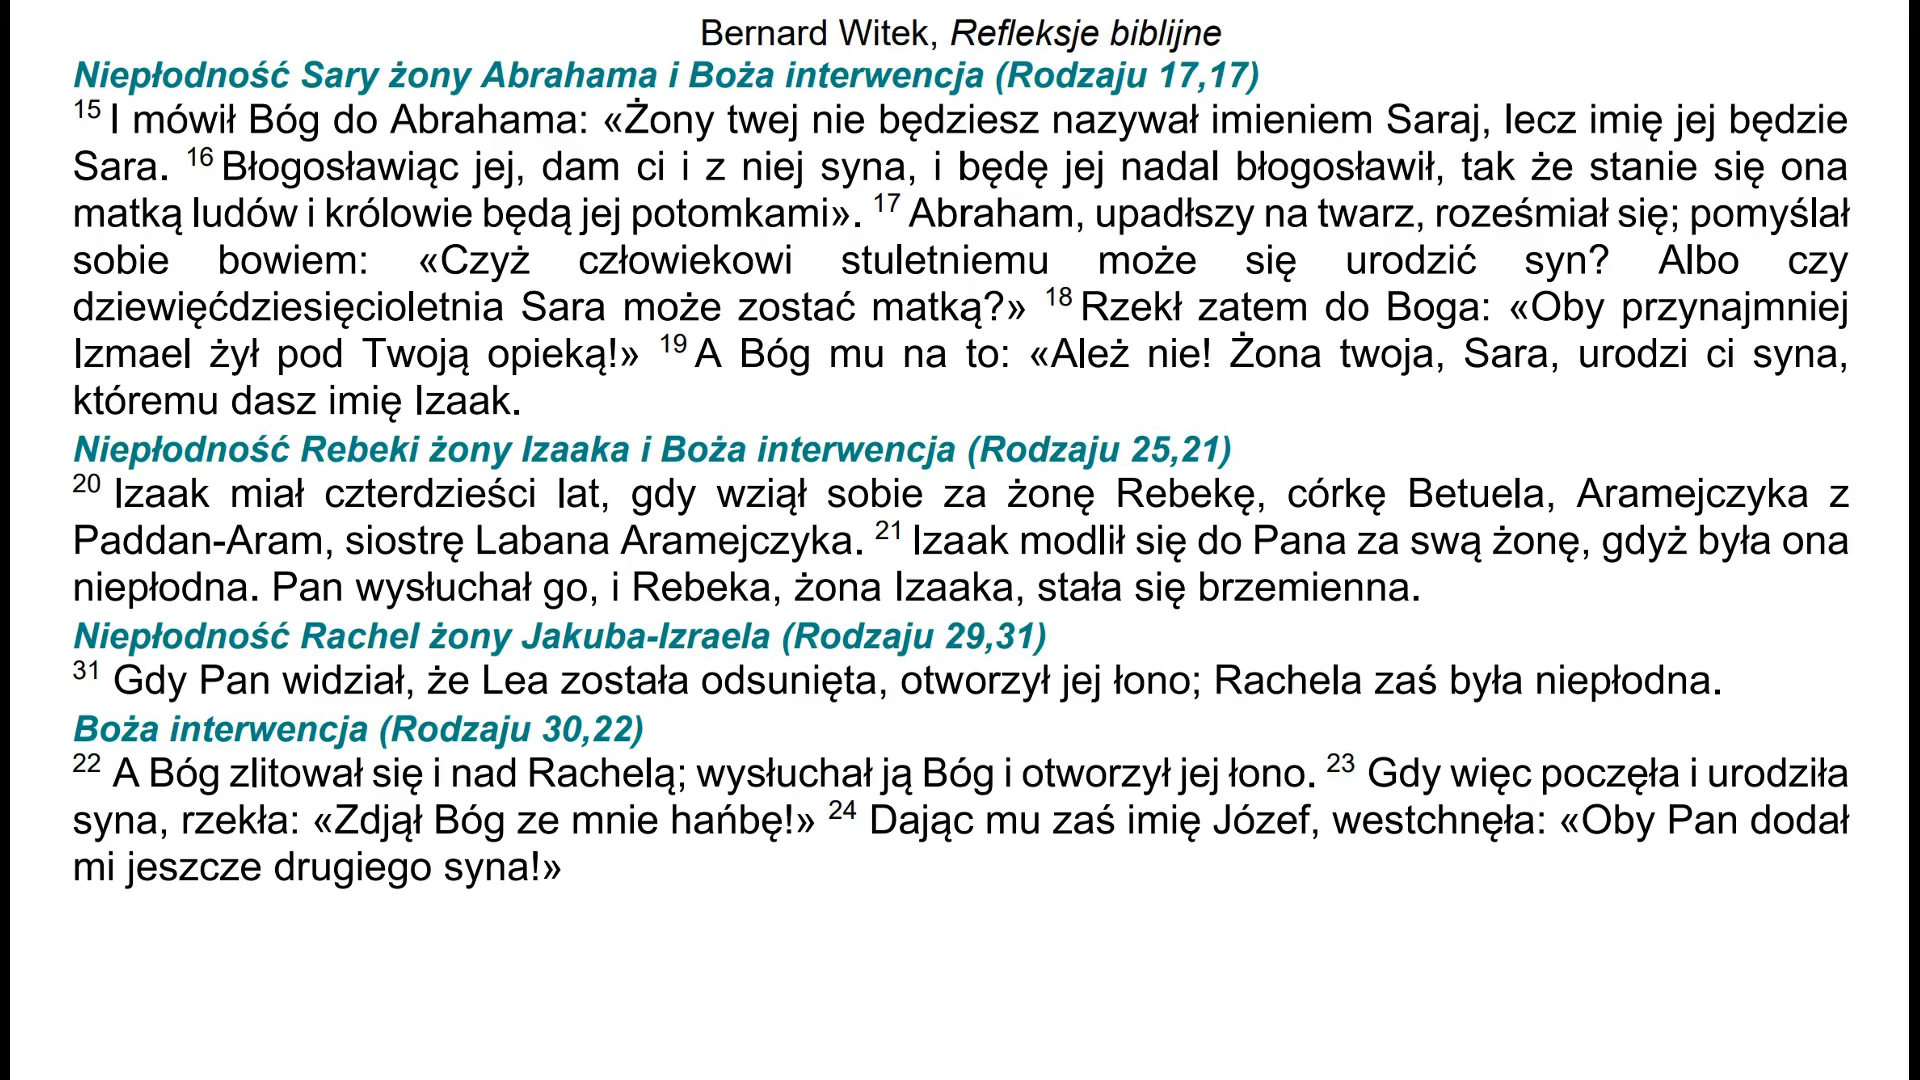 Bernard Witek, Refleksje biblijne
Niepłodność Sary żony Abrahama i Boża interwencja (Rodzaju 17,17)
15 I mówił Bóg do Abrahama: «Żony twej nie będziesz nazywał imieniem Saraj, lecz imię jej będzie
Sara. 16 Błogosławiąc jej, dam ci i z niej syna, i będę jej nadal błogosławił, tak że stanie się ona
matką ludów i królowie będą jej potomkami». 17 Abraham, upadłszy na twarz, roześmiał się; pomyślał
sobie bowiem: «Czyż człowiekowi stuletniemu może się urodzić syn? Albo czy
dziewięćdziesięcioletnia Sara może zostać matką?» 18 Rzekł zatem do Boga: «Oby przynajmniej
Izmael żył pod Twoją opieką!» 19 A Bóg mu na to: «Ależ nie! Żona twoja, Sara, urodzi ci syna,
któremu dasz imię Izaak.
Niepłodność Rebeki żony Izaaka i Boża interwencja (Rodzaju 25,21)
20 Izaak miał czterdzieści lat, gdy wziął sobie za żonę Rebekę, córkę Betuela, Aramejczyka z
Paddan-Aram, siostrę Labana Aramejczyka. 21 Izaak modlił się do Pana za swą żonę, gdyż była ona
niepłodna. Pan wysłuchał go, i Rebeka, żona Izaaka, stała się brzemienna.
Niepłodność Rachel żony Jakuba-Izraela (Rodzaju 29,31)
31 Gdy Pan widział, że Lea została odsunięta, otworzył jej łono; Rachela zaś była niepłodna.
Boża interwencja (Rodzaju 30,22)
22 A Bóg zlitował się i nad Rachelą; wysłuchał ją Bóg i otworzył jej łono. 23 Gdy więc poczęła i urodziła
syna, rzekła: «Zdjął Bóg ze mnie hańbę!» 24 Dając mu zaś imię Józef, westchnęła: «Oby Pan dodał
mi jeszcze drugiego syna!»